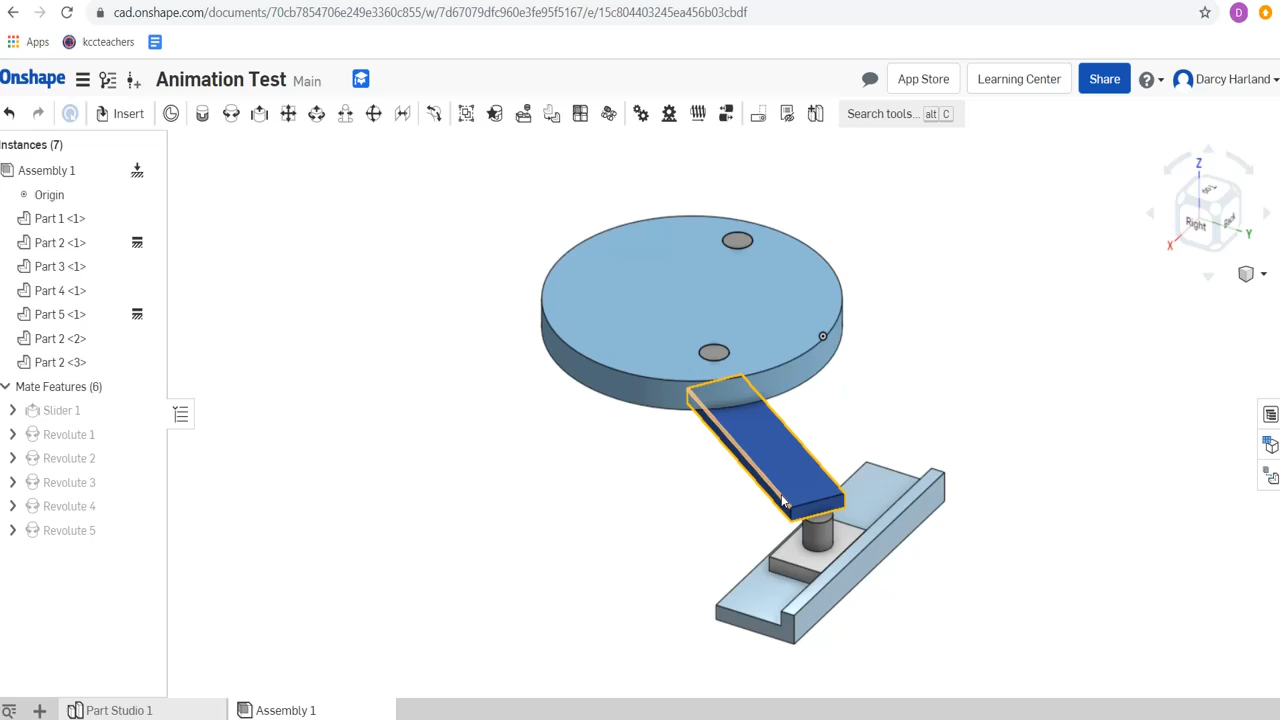 cad.onshape.com/documents/70cb7854706e249e3360c855/w/7d67079dfc960e3fe95f5167/e/15c804403245ea456b03cbdf
D
Apps kccteachers
Onshape Animation Test Main App Store Learning Center Share Darcy Harland
Insert Search tools... alt C
nstances (7)
Assembly 1
Origin
Part 1 <1>
Part 2 <1>
Part 3 <1>
Part 4 <1>
Part 5 <1>
Part 2 <2>
Part 2 <3>
Mate Features (6)
Slider 1
Revolute 1
Revolute 2
Revolute 3
Revolute 4
Revolute 5
Z
Top
Right
Back
X
Y
Part Studio 1 Assembly 1